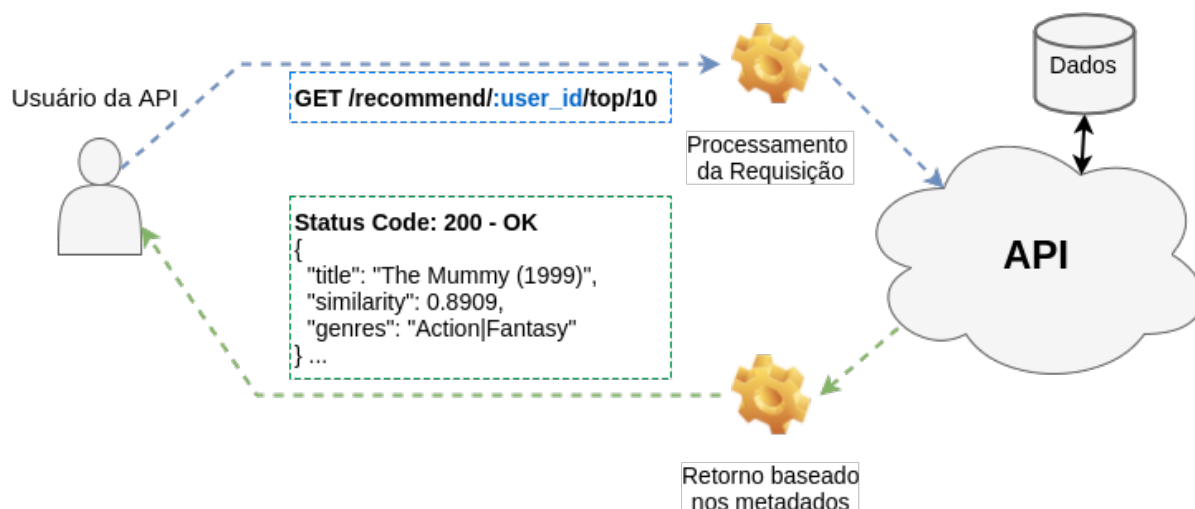 Usuário da API
GET /recommend/:user_id/top/10
Processamento
da Requisição
Dados
API
Status Code: 200 - OK
{
"title": "The Mummy (1999)",
"similarity": 0.8909,
"genres": "Action|Fantasy"
} ...
Retorno baseado
nos metadados